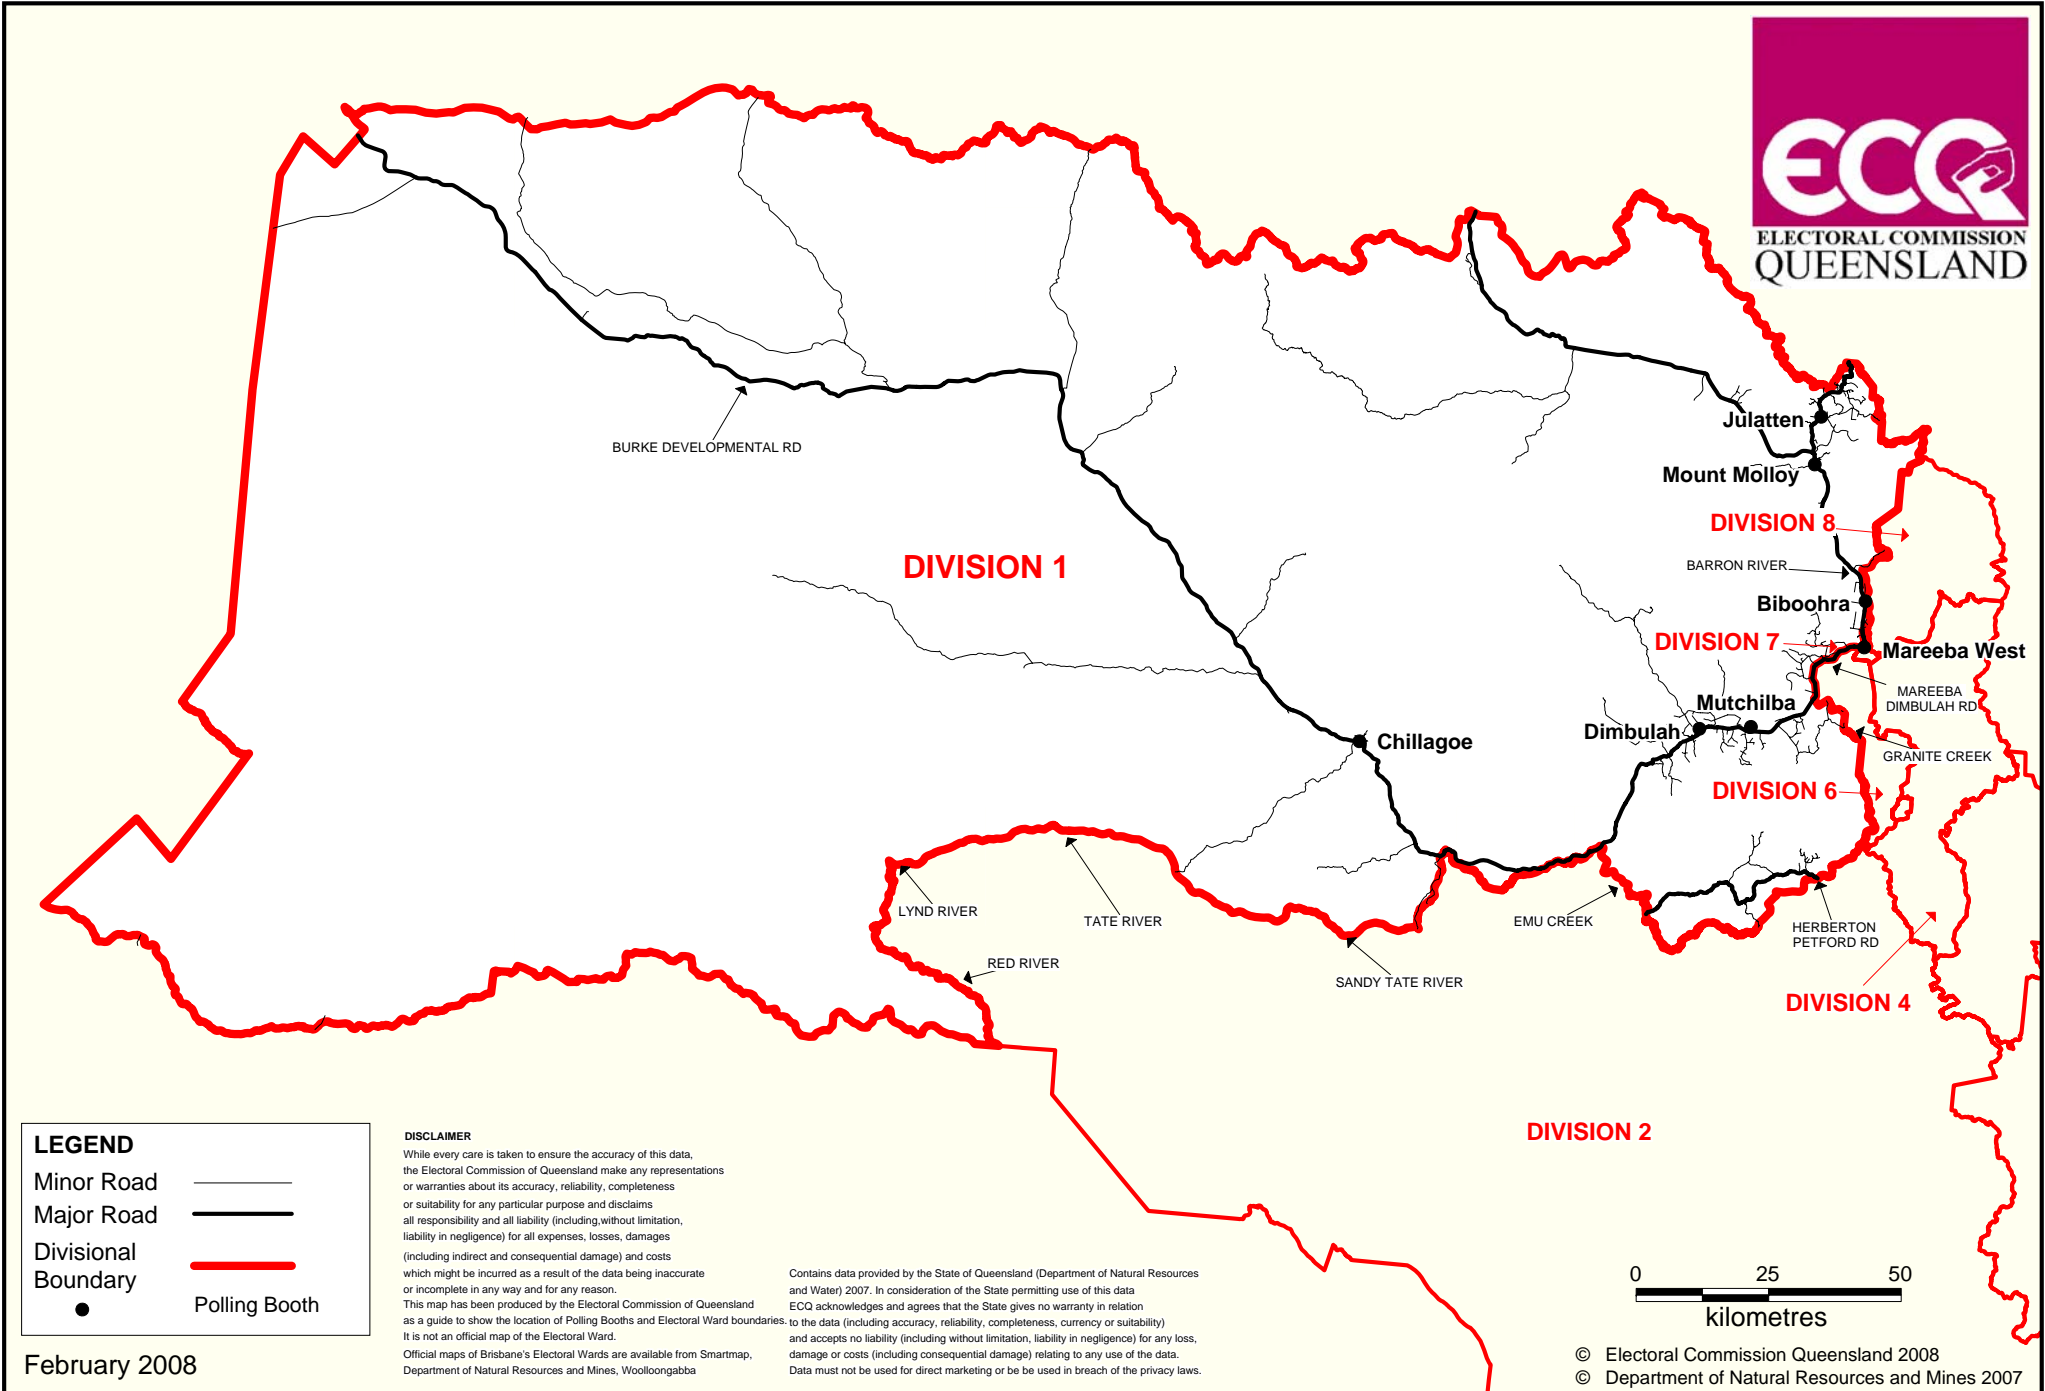 ECQ
ELECTORAL COMMISSION
QUEENSLAND
BURKE DEVELOPMENTAL RD
Julatten
Mount Molloy
DIVISION 8
DIVISION 1
BARRON RIVER
Biboohra
DIVISION 7
Mareeba West
MAREEBA
DIMBULAH RD
Mutchilba
Dimbulah
Chillagoe
GRANITE CREEK
DIVISION 6
LYND RIVER
TATE RIVER
EMU CREEK
HERBERTON
PETFORD RD
RED RIVER
SANDY TATE RIVER
DIVISION 4
DIVISION 2
LEGEND
Minor Road
Major Road
Divisional
Boundary
Polling Booth
February 2008
DISCLAIMER
While every care is taken to ensure the accuracy of this data,
the Electoral Commission of Queensland make any representations
or warranties about its accuracy, reliability, completeness
or suitability for any particular purpose and disclaims
all responsibility and all liability (including,without limitation,
liability in negligence) for all expenses, losses, damages
(including indirect and consequential damage) and costs
which might be incurred as a result of the data being inaccurate
or incomplete in any way and for any reason.
This map has been produced by the Electoral Commission of Queensland
as a guide to show the location of Polling Booths and Electoral Ward boundaries.
It is not an official map of the Electoral Ward.
Official maps of Brisbane's Electoral Wards are available from Smartmap,
Department of Natural Resources and Mines, Woolloongabba
Contains data provided by the State of Queensland (Department of Natural Resources
and Water) 2007. In consideration of the State permitting use of this data
ECQ acknowledges and agrees that the State gives no warranty in relation
to the data (including accuracy, reliability, completeness, currency or suitability)
and accepts no liability (including without limitation, liability in negligence) for any loss,
damage or costs (including consequential damage) relating to any use of the data.
Data must not be used for direct marketing or be be used in breach of the privacy laws.
0 25 50
kilometres
© Electoral Commission Queensland 2008
© Department of Natural Resources and Mines 2007